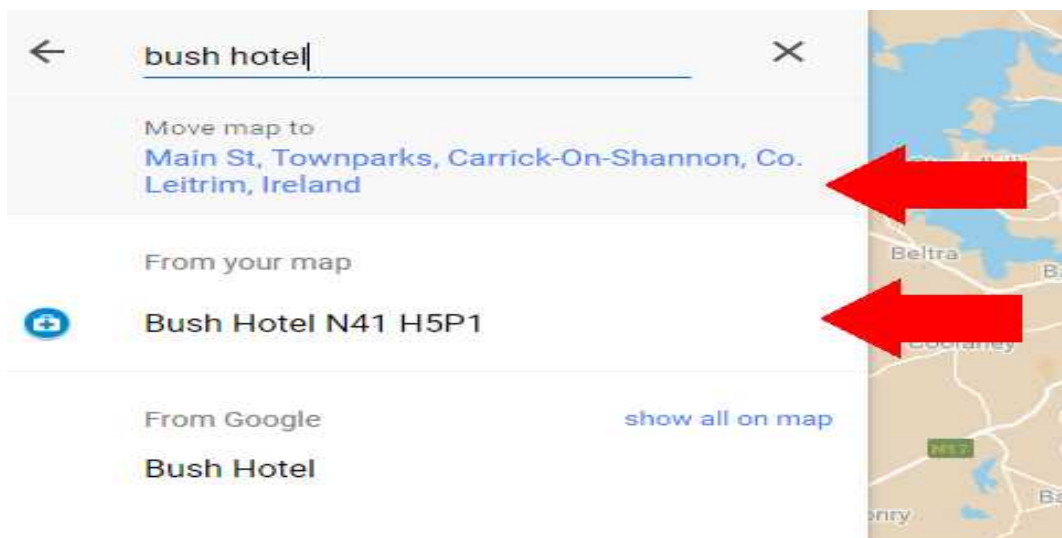 bush hotel
Move map to
Main St, Townparks, Carrick-On-Shannon, Co.
Leitrim, Ireland
From your map
Bush Hotel N41 H5P1
From Google
show all on map
Bush Hotel
Beltra
N17